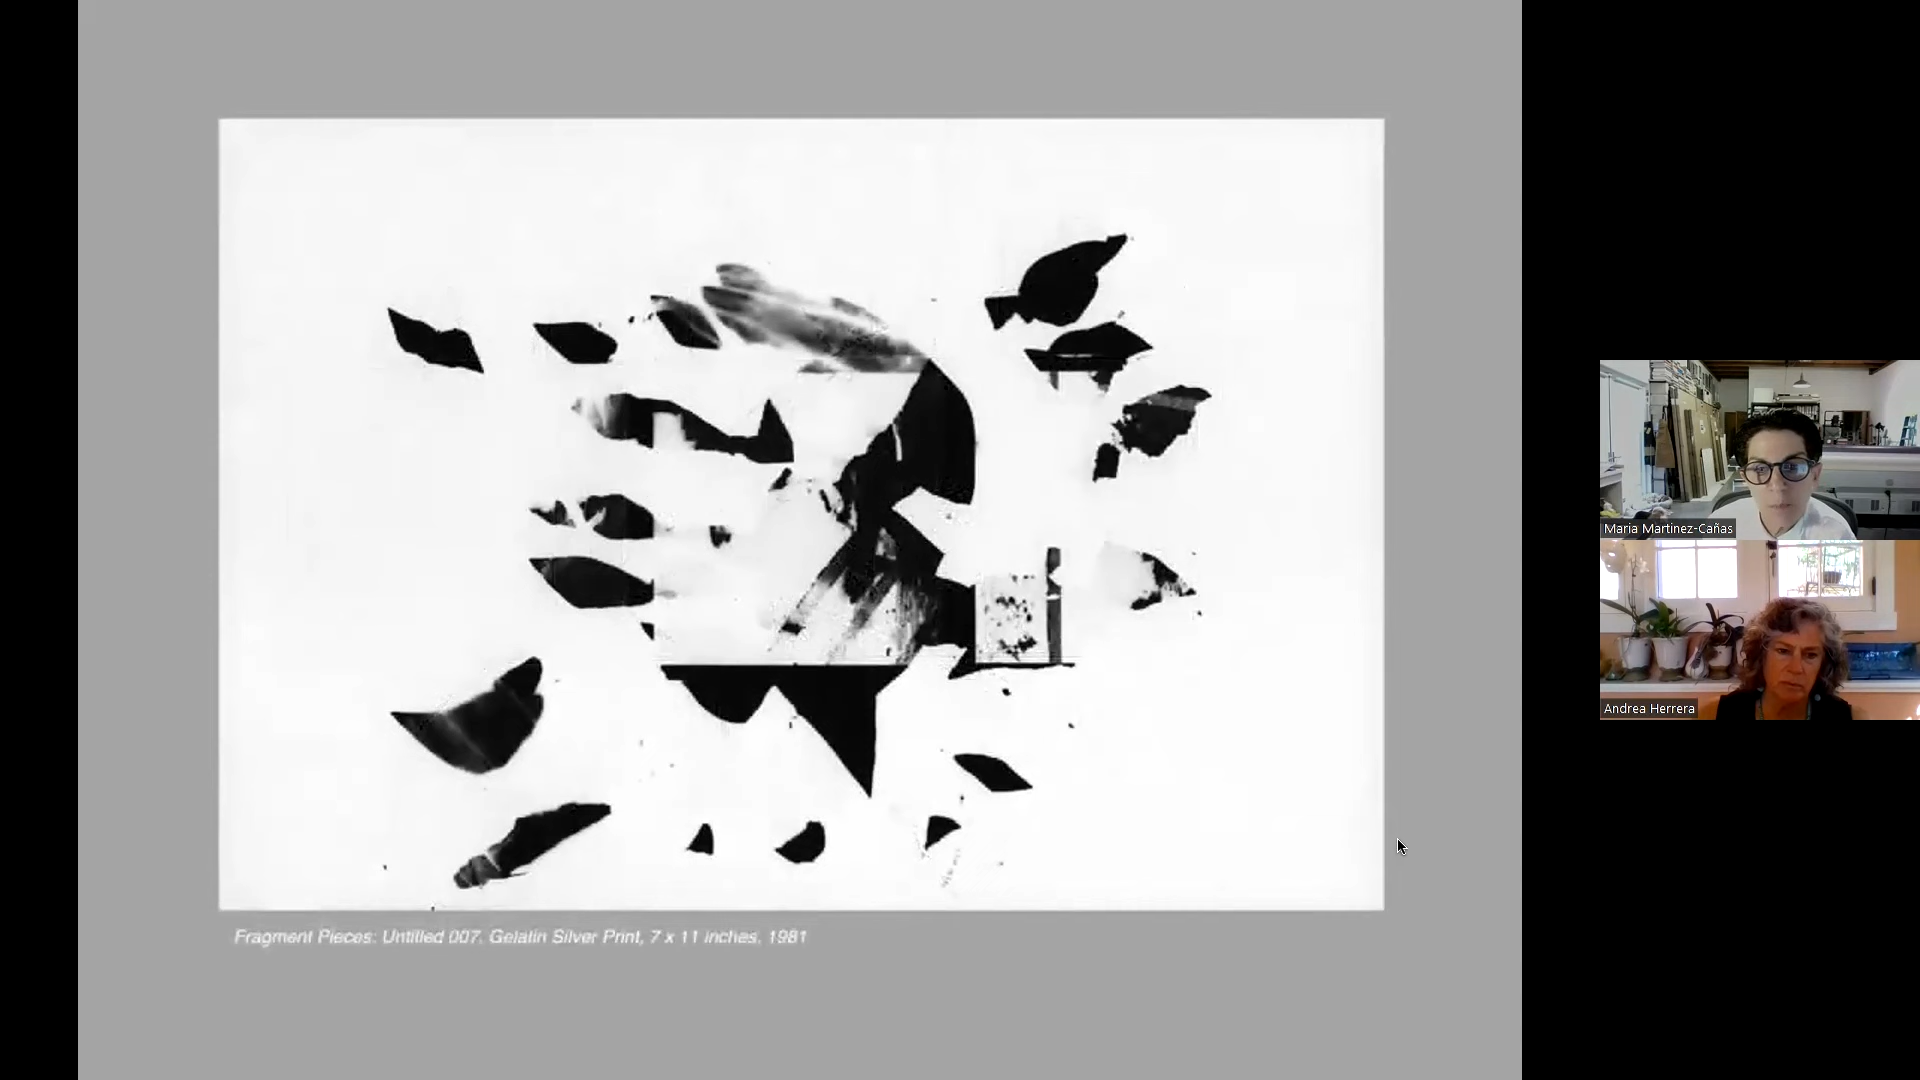 Fragment Pieces: Untitled 007. Gelatin Silver Print, 7 x 11 inches, 1981
Maria Martinez-Cañas
Andrea Herrera